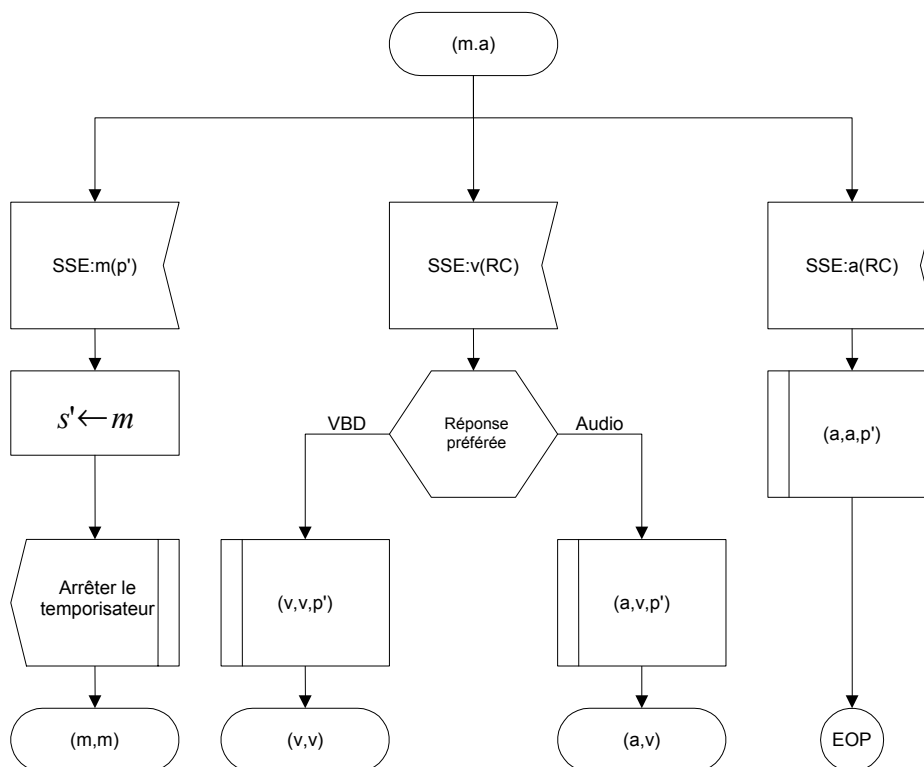 (m.a)
SSE:m(p')
SSE:v(RC)
SSE:a(RC)
s'←m
VBD
Réponse
préférée
Audio
(a,a,p')
Arrêter le
temporisateur
(v,v,p')
(a,v,p')
(m,m)
(v,v)
(a,v)
EOP